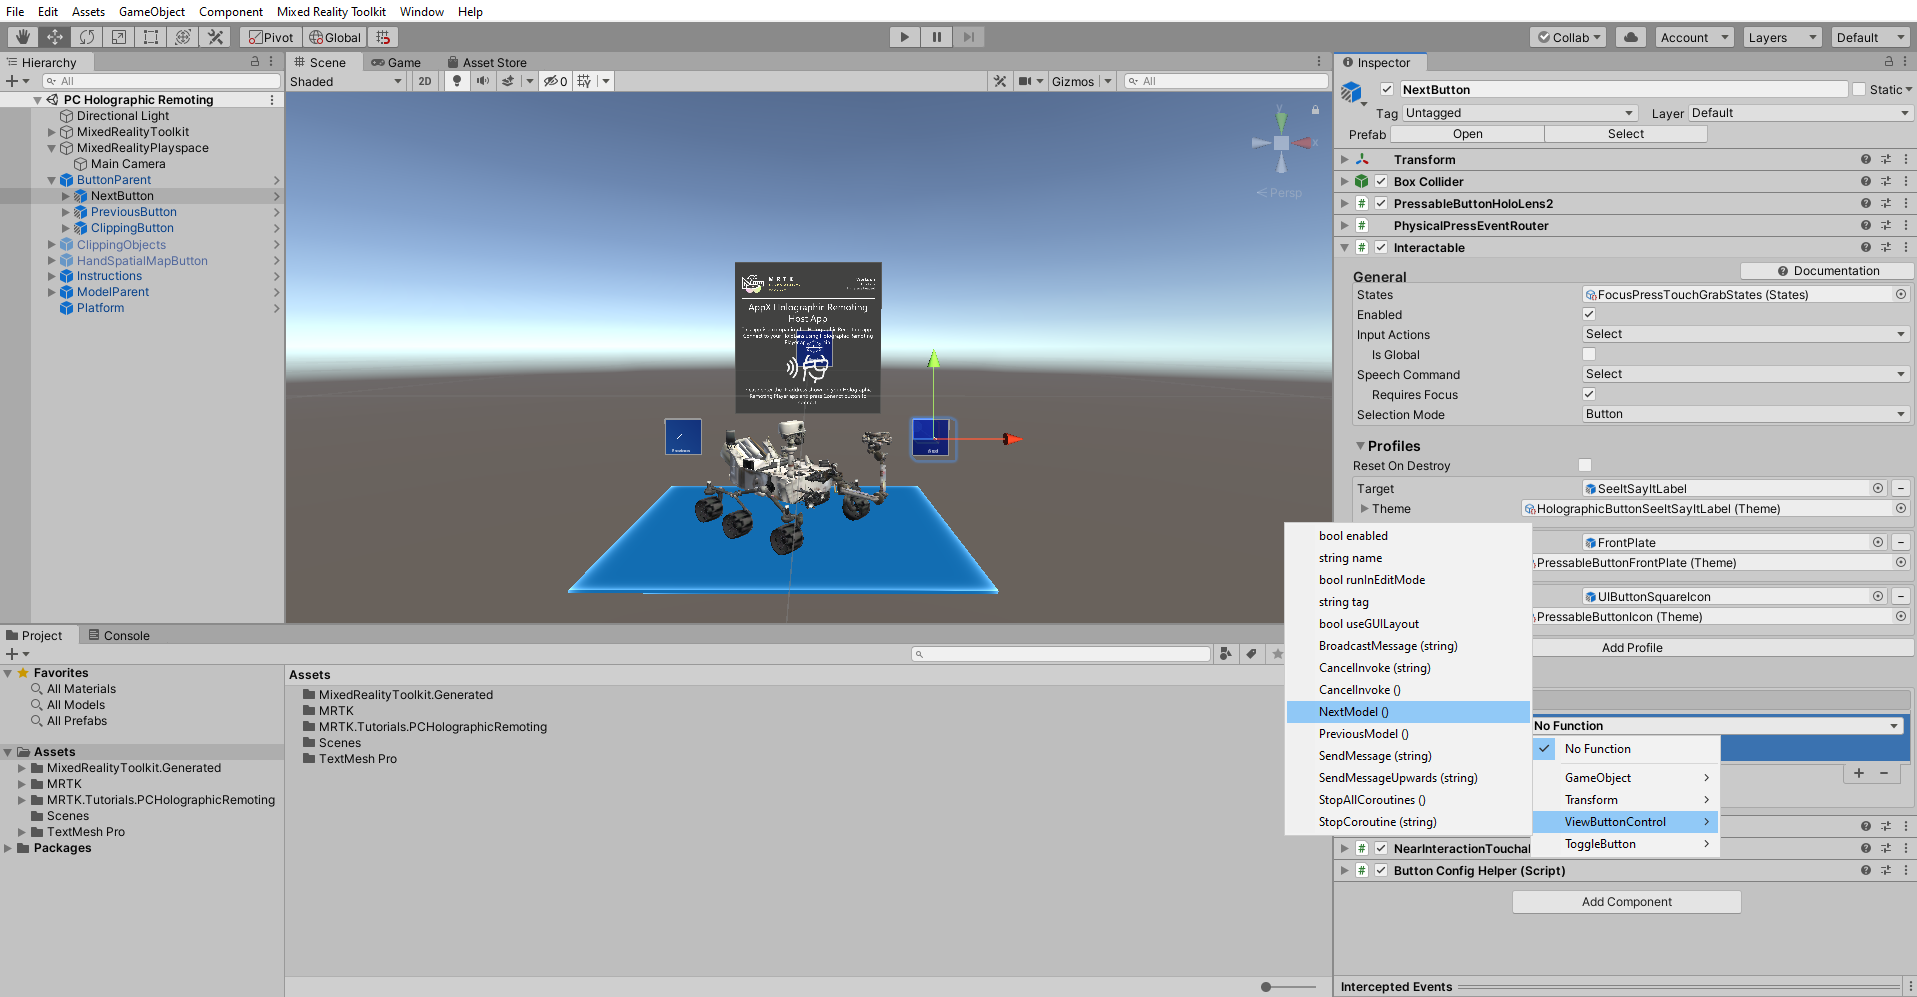 File Edit Assets GameObject Component Mixed Reality Toolkit Window Help
Pivot Global Collab Account Layers Default
Hierarchy
All
PC Holographic Remoting
Directional Light
MixedRealityToolkit
MixedRealityPlayspace
Main Camera
ButtonParent
NextButton
PreviousButton
ClippingButton
ClippingObjects
HandSpatialMapButton
Instructions
ModelParent
Platform
Scene Game Asset Store
Shaded 2D 0 Gizmos All
y
x
Persp
MRTK
AppX Holographic Remoting
Host App
Next
Inspector
NextButton Static
Tag Untagged Layer Default
Prefab Open Select
Transform
Box Collider
PressableButtonHoloLens2
PhysicalPressEventRouter
Interactable
Documentation
General
States FocusPressTouchGrabStates (States)
Enabled
Input Actions Select
Is Global
Speech Command Select
Requires Focus
Selection Mode Button
Profiles
Reset On Destroy
Target SeeItSayItLabel
Theme HolographicButtonSeeItSayItLabel (Theme)
FrontPlate
PressableButtonFrontPlate (Theme)
UIButtonSquareIcon
PressableButtonIcon (Theme)
Add Profile
No Function
No Function
GameObject
Transform
ViewButtonControl
ToggleButton
bool enabled
string name
bool runInEditMode
string tag
bool useGUILayout
BroadcastMessage (string)
CancelInvoke (string)
CancelInvoke ()
NextModel ()
PreviousModel ()
SendMessage (string)
SendMessageUpwards (string)
StopAllCoroutines ()
StopCoroutine (string)
NearInteractionToucha
Button Config Helper (Script)
Add Component
Intercepted Events
Project Console
Favorites
All Materials
All Models
All Prefabs
Assets
MixedRealityToolkit.Generated
MRTK
MRTK.Tutorials.PCHolographicRemoting
Scenes
TextMesh Pro
Packages
Assets
MixedRealityToolkit.Generated
MRTK
MRTK.Tutorials.PCHolographicRemoting
Scenes
TextMesh Pro